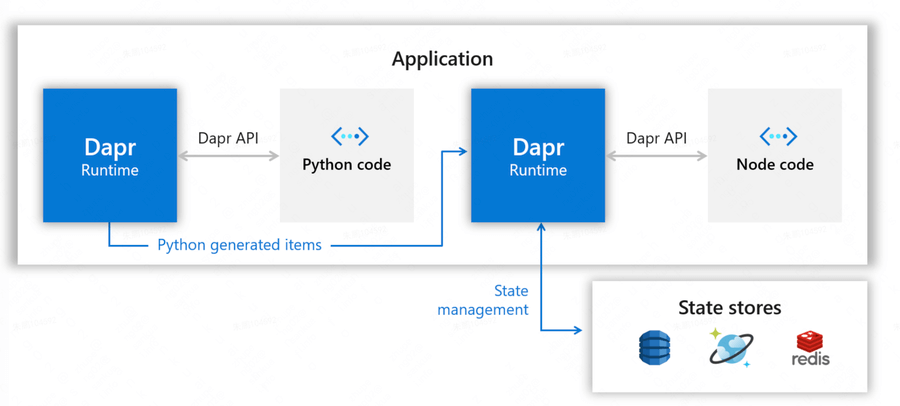 Application
Dapr
Runtime
Dapr API
Python code
Dapr
Runtime
Dapr API
Node code
Python generated items
State
management
State stores
redis